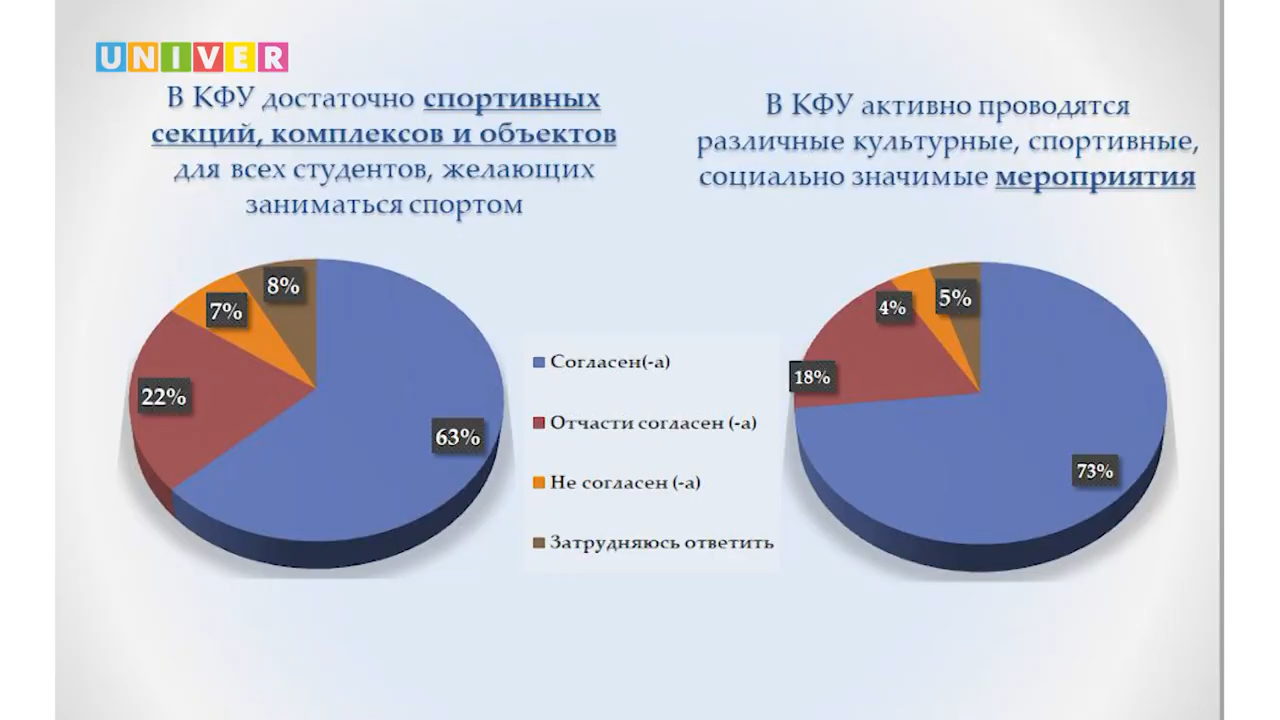 UNIVER
В КФУ достаточно спортивных
секций, комплексов и объектов
для всех студентов, желающих
заниматься спортом
8%
7%
22%
63%
Согласен(-а)
Отчасти согласен (-а)
Не согласен (-а)
Затрудняюсь ответить
В КФУ активно проводятся
различные культурные, спортивные,
социально значимые мероприятия
5%
4%
18%
73%